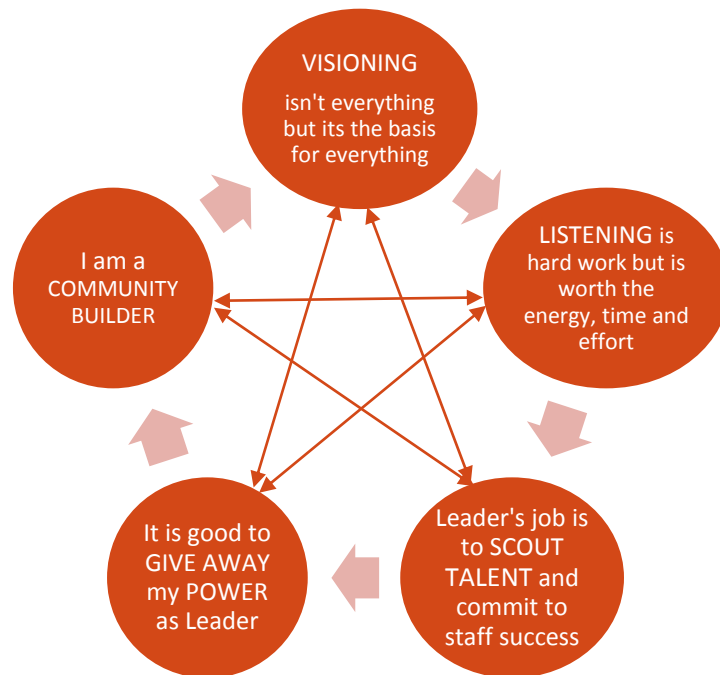 VISIONING
isn't everything
but its the basis
for everything
LISTENING is
hard work but is
worth the
energy, time and
effort
Leader's job is
to SCOUT
TALENT and
commit to
staff success
It is good to
GIVE AWAY
my POWER
as Leader
I am a
COMMUNITY
BUILDER